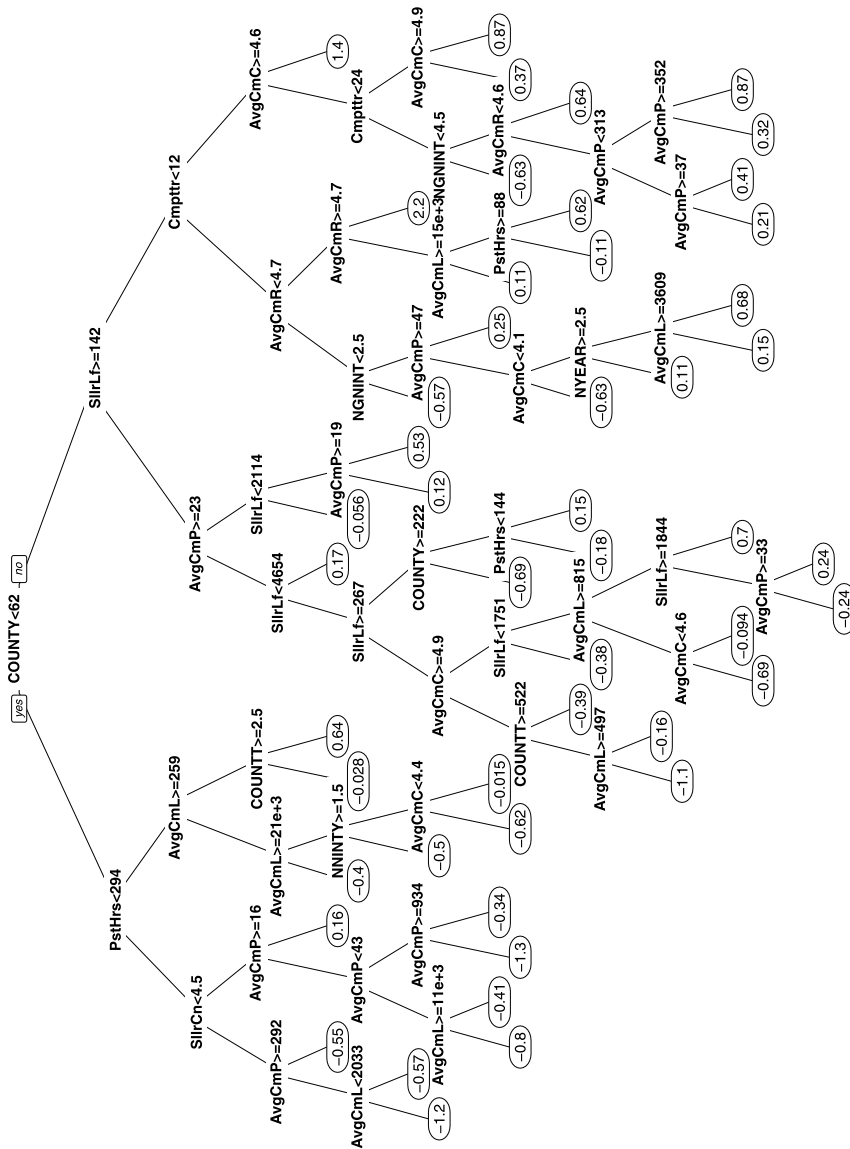 yes
COUNTY<62
no
PstHrs<294
SllrLf>=142
SllrCn<4.5
AvgCmL>=259
AvgCmP>=23
Cmpttr<12
AvgCmP>=292
AvgCmP>=16
AvgCmL>=21e+3
COUNTT>=2.5
SllrLf<4654
SllrLf<2114
AvgCmR<4.7
AvgCmC>=4.6
AvgCmL<2033
−0.55
AvgCmP<43
0.16
−0.4
NNINTY>=1.5
−0.028
0.64
SllrLf>=267
0.17
−0.056
AvgCmP>=19
NGNINT<2.5
AvgCmR>=4.7
Cmpttr<24
1.4
−1.2
−0.57
AvgCmL>=11e+3
AvgCmP>=934
−0.5
AvgCmC<4.4
AvgCmC>=4.9
COUNTY>=222
0.12
0.53
−0.57
AvgCmP>=47
AvgCmL>=15e+3
2.2
NGNINT<4.5
AvgCmC>=4.9
−0.8
−0.41
−1.3
−0.34
−0.62
−0.015
COUNTT>=522
SllrLf<1751
−0.69
PstHrs<144
AvgCmC<4.1
0.25
0.11
PstHrs>=88
−0.63
AvgCmR<4.6
0.37
0.87
AvgCmL>=497
−0.39
−0.38
AvgCmL>=815
−0.18
0.15
−0.63
NYEAR>=2.5
−0.11
0.62
AvgCmP<313
0.64
−1.1
−0.16
AvgCmC<4.6
SllrLf>=1844
0.11
AvgCmL>=3609
AvgCmP>=37
AvgCmP>=352
−0.69
−0.094
AvgCmP>=33
0.7
0.15
0.68
0.21
0.41
0.32
0.87
−0.24
0.24